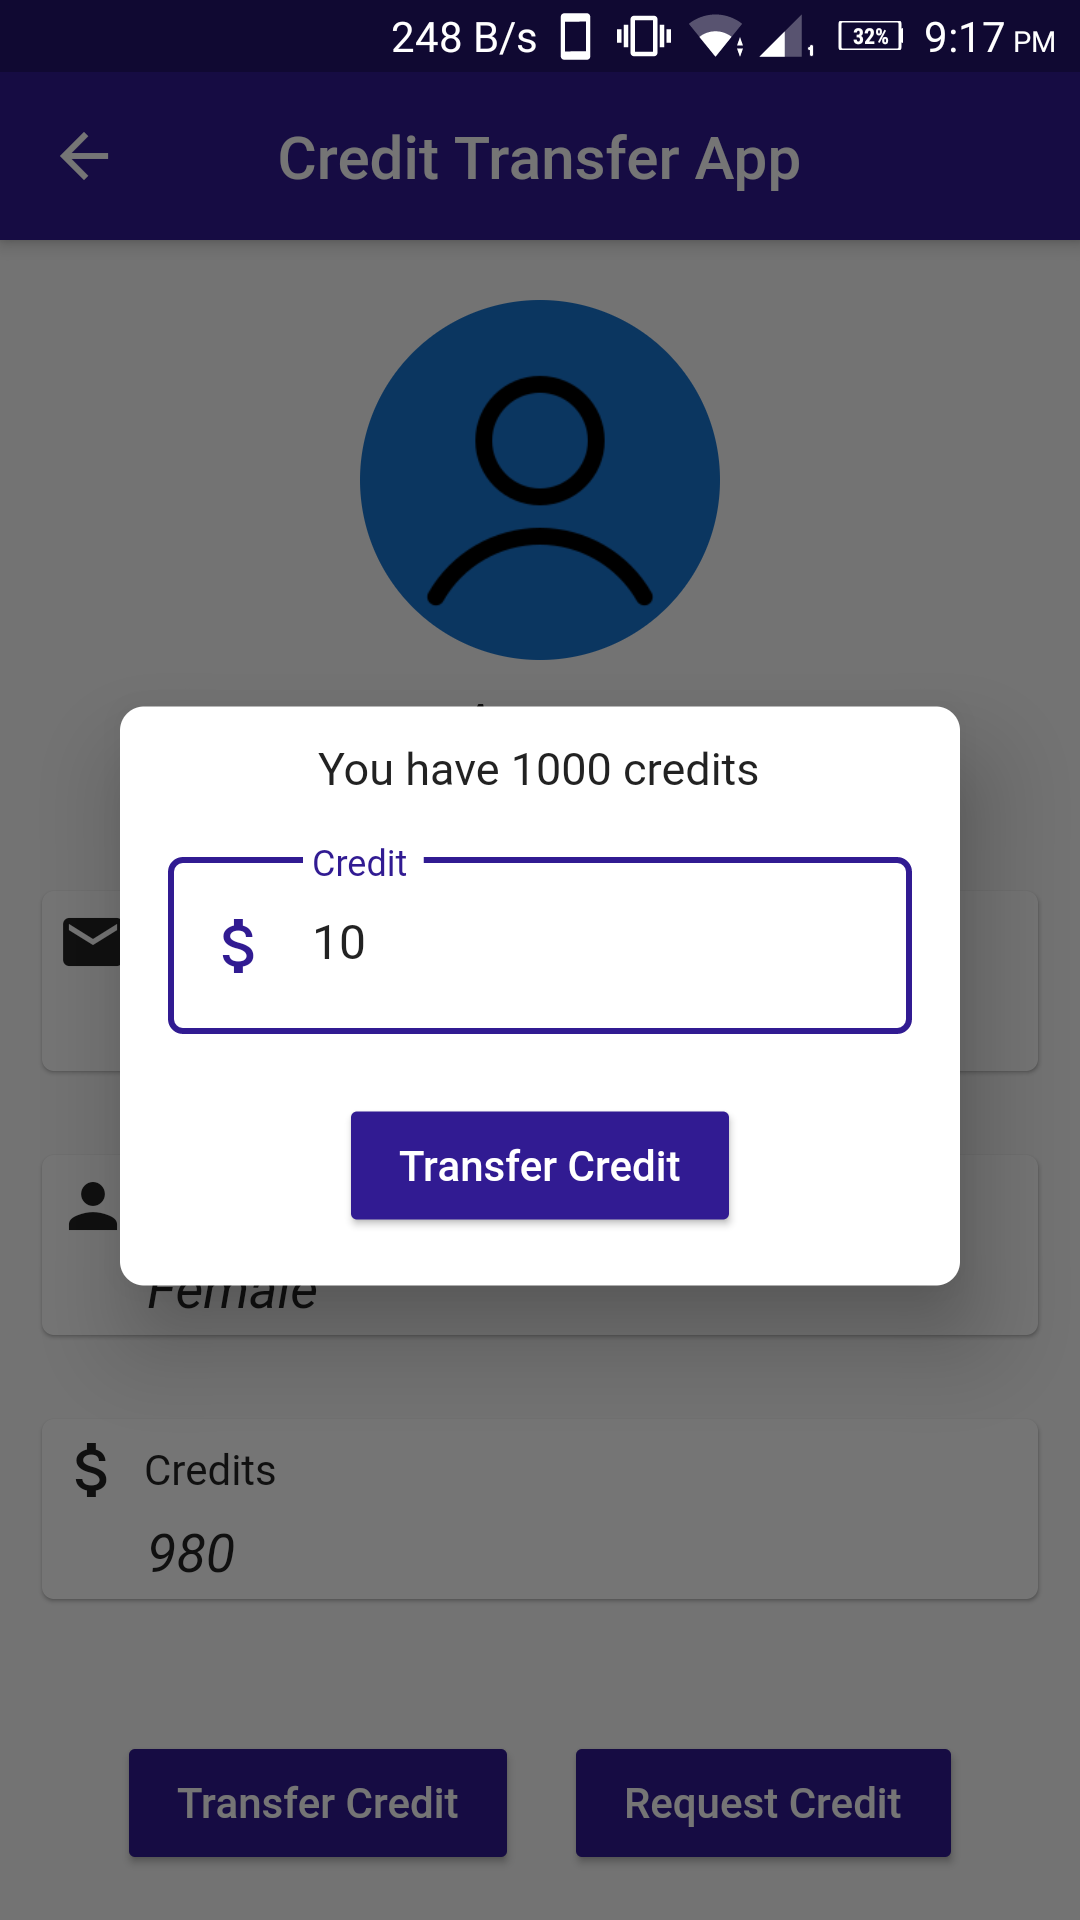 248 B/s 32% 9:17 PM
Credit Transfer App
You have 1000 credits
Credit
$ 10
Transfer Credit
Female
$ Credits
980
Transfer Credit Request Credit